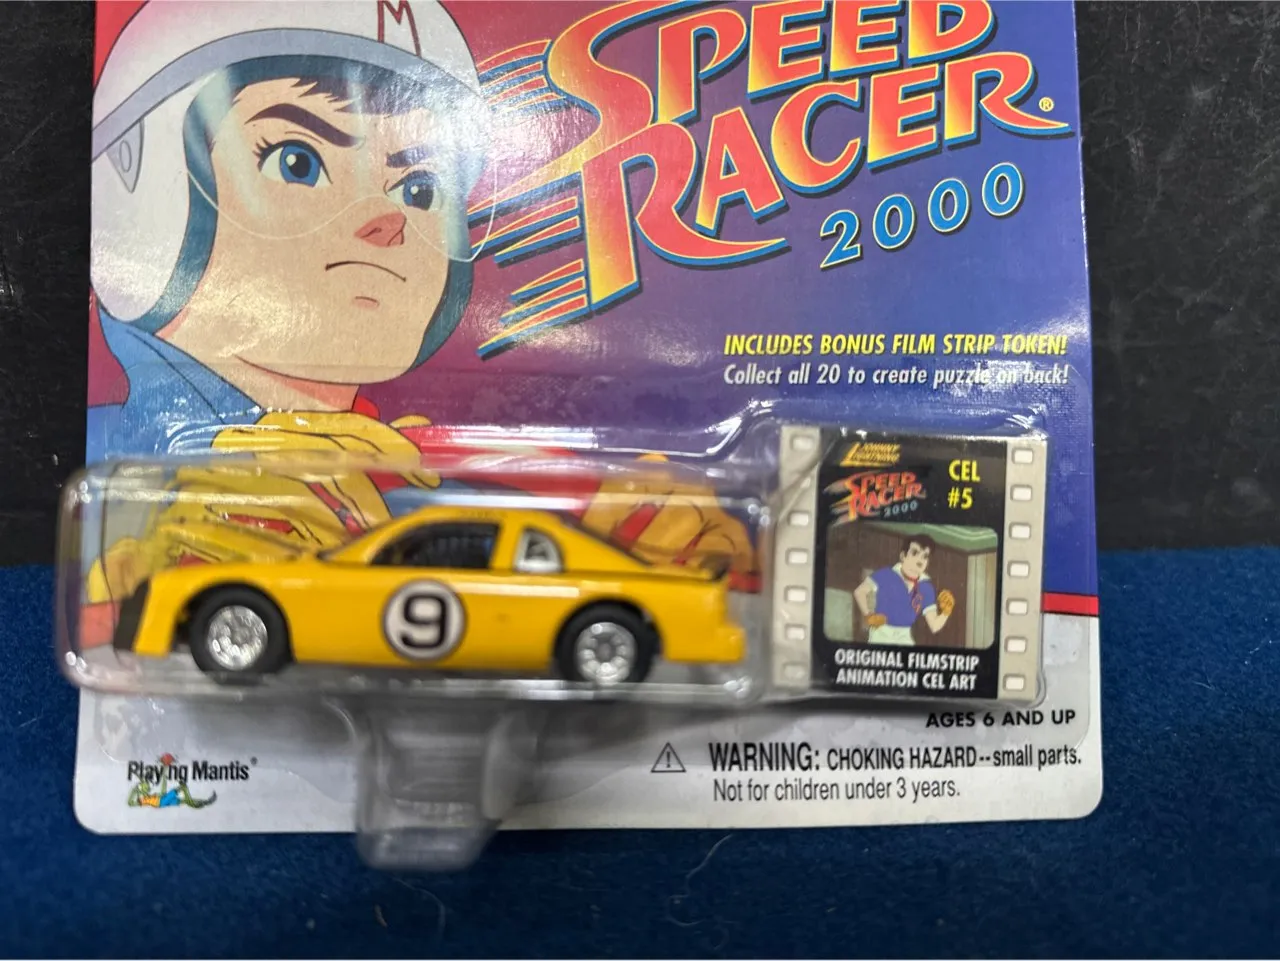 M
SPEED
RACER®
2000
INCLUDES BONUS FILM STRIP TOKEN!
Collect all 20 to create puzzle on back!
JOHNNY
LIGHTNING
SPEED
RACER
2000
CEL
#5
9
ORIGINAL FILMSTRIP
ANIMATION CEL ART
AGES 6 AND UP
Playing Mantis®
⚠ WARNING: CHOKING HAZARD--small parts.
Not for children under 3 years.